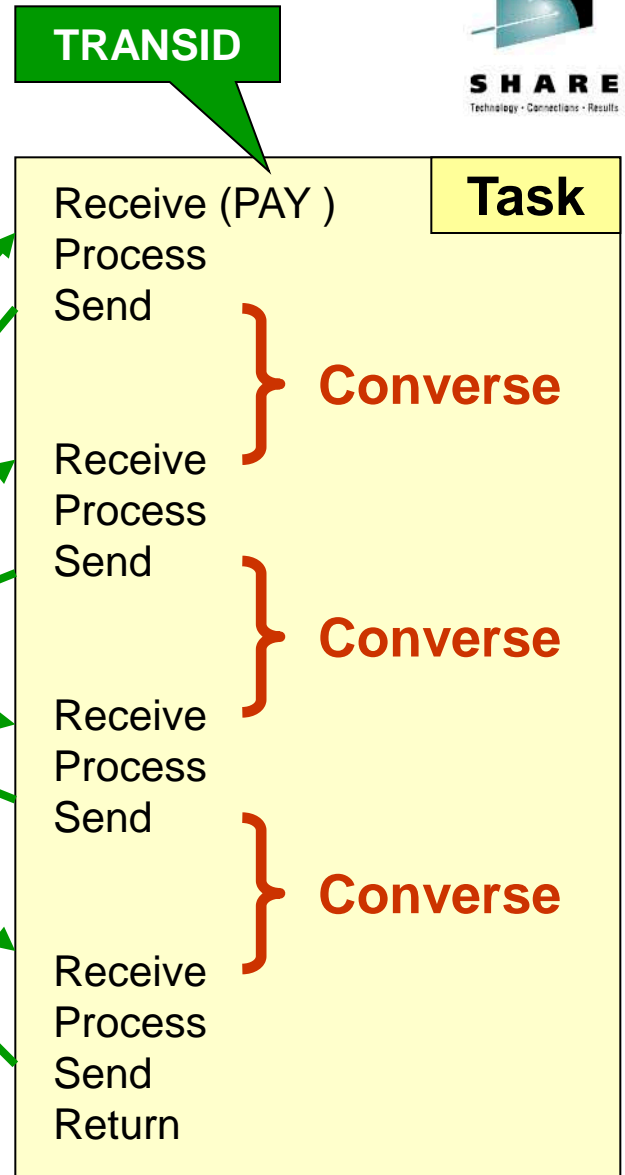 TRANSID
SHARE
Technology · Connections · Results
Task
Receive (PAY )
Process
Send
Converse
Receive
Process
Send
Converse
Receive
Process
Send
Converse
Receive
Process
Send
Return